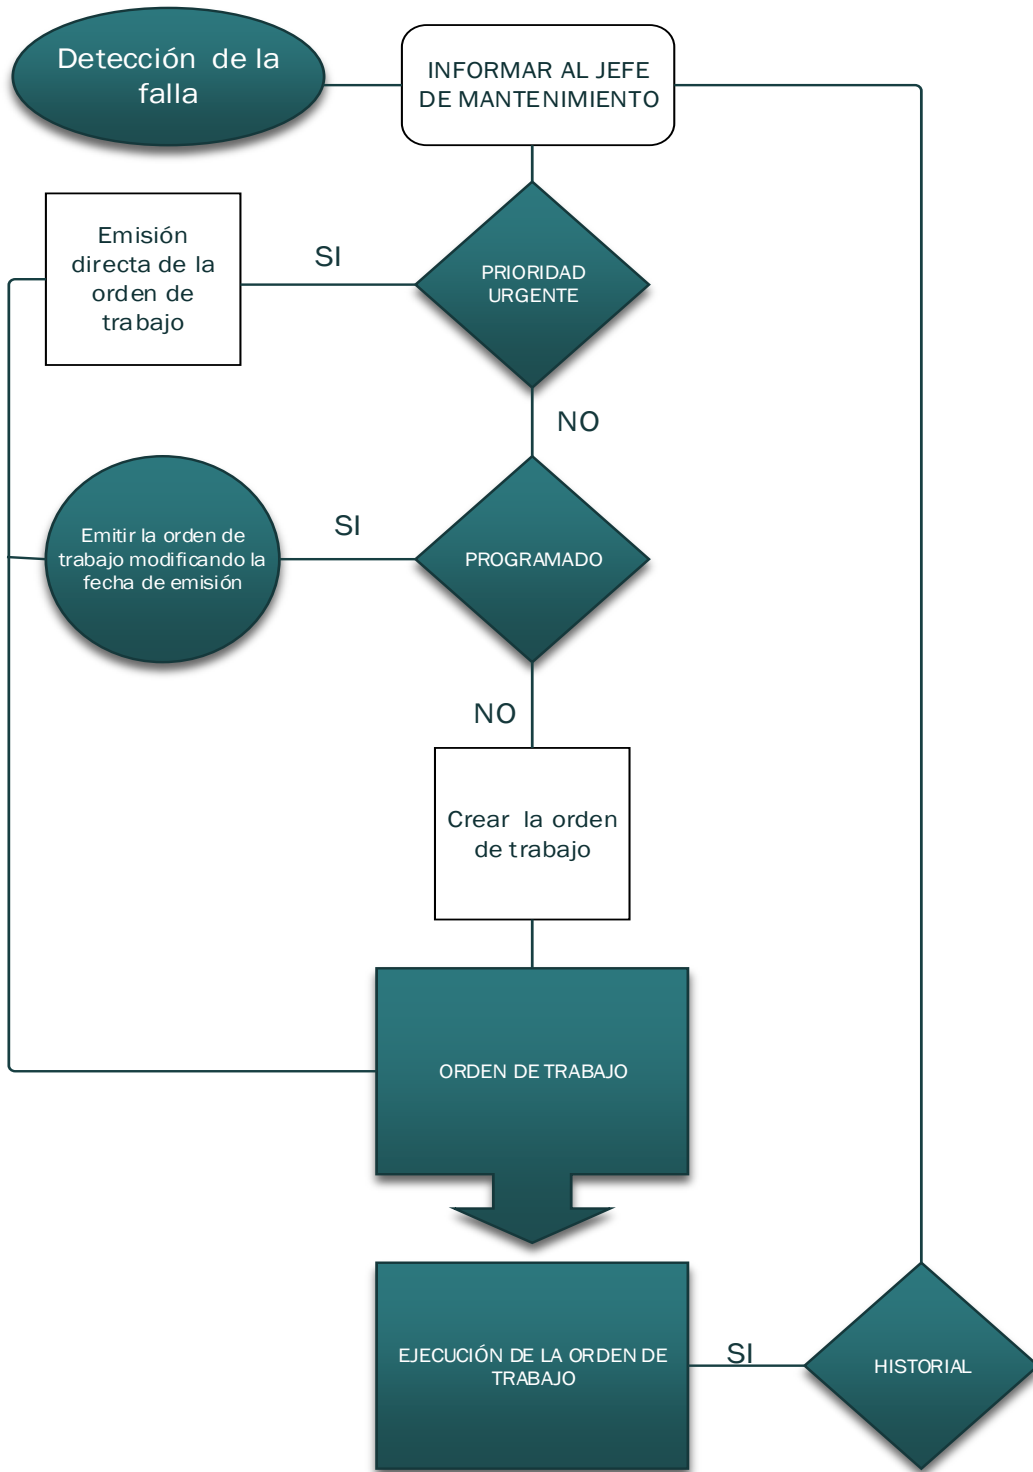 Detección de la
falla
INFORMAR AL JEFE
DE MANTENIMIENTO
Emisión
directa de la
orden de
trabajo
SI
PRIORIDAD
URGENTE
NO
Emitir la orden de
trabajo modificando la
fecha de emisión
SI
PROGRAMADO
NO
Crear la orden
de trabajo
ORDEN DE TRABAJO
EJECUCIÓN DE LA ORDEN DE
TRABAJO
SI
HISTORIAL